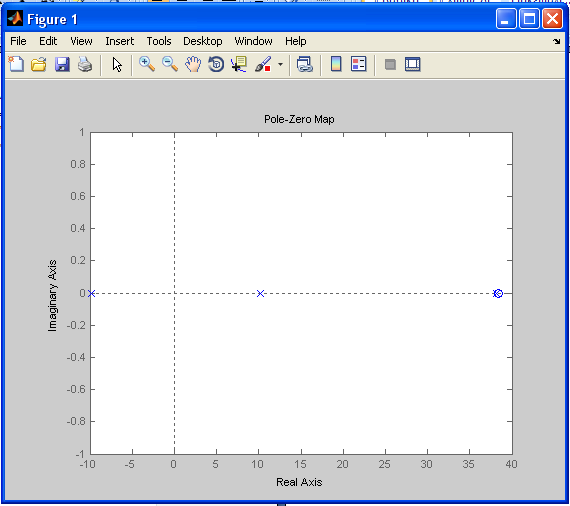 Figure 1
File Edit View Insert Tools Desktop Window Help
Pole-Zero Map
1
0.8
0.6
0.4
0.2
0
-0.2
-0.4
-0.6
-0.8
-1
Imaginary Axis
-10 -5 0 5 10 15 20 25 30 35 40
Real Axis